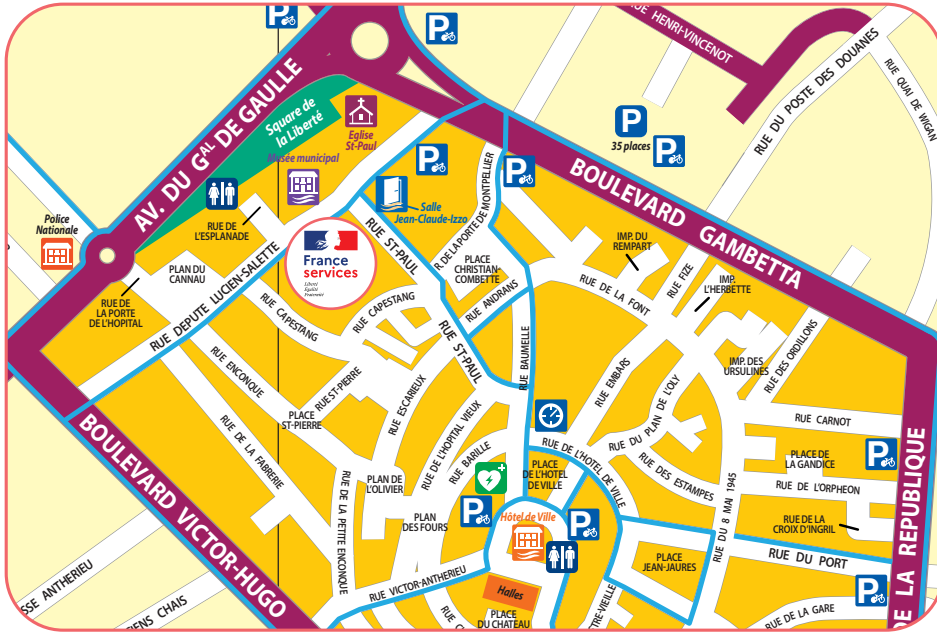 P
P
RUE HENRI-VINCENOT
RUE DU POSTE DES DOUANES
RUE QUAI DE WIGAN
AV. DU Gᴬᴸ DE GAULLE
Square de
la Liberté
Eglise
St-Paul
Musée municipal
P
P
P
35 places
P
BOULEVARD GAMBETTA
Police
Nationale
RUE DE
L'ESPLANADE
Salle
Jean-Claude-Izzo
R. DE LA PORTE DE MONTPELLIER
RUE ST-PAUL
France
services
Liberté
Égalité
Fraternité
PLAN DU
CANNAU
RUE DE
LA PORTE
DE L'HOPITAL
RUE DEPUTE LUCIEN-SALETTE
PLACE
CHRISTIAN-
COMBETTE
IMP. DU
REMPART
RUE FIZE
IMP.
L'HERBETTE
RUE DE LA FONT
RUE ANDRANS
RUE CAPESTANG
RUE CAPESTANG
RUE ST-PAUL
RUE BAUMELLE
RUE EMBARS
IMP. DES
URSULINES
RUE DES ORDILLONS
RUE ENCONQUE
RUE ST-PIERRE
PLACE
ST-PIERRE
RUE ESCARIEUX
RUE DE L'HOPITAL VIEUX
RUE BARILLE
RUE DU PLAN DE L'OLY
RUE CARNOT
BOULEVARD VICTOR-HUGO
RUE DE LA FABRERIE
RUE DE LA PETITE ENCONQUE
PLAN DE
L'OLIVIER
PLACE
DE L'HOTEL
DE VILLE
RUE DE L'HOTEL DE VILLE
RUE DES ESTAMPES
PLACE DE
LA GANDICE
P
RUE DE L'ORPHEON
DE LA REPUBLIQUE
PLAN
DES FOURS
P
Hôtel de Ville
P
RUE DU 8 MAI 1945
RUE DE LA
CROIX D'INGRIL
RUE DU PORT
PLACE
JEAN-JAURES
RUE VICTOR-ANTHERIEU
Halles
PLACE
DU CHATEAU
RUE C
TRE-VIEILLE
P
RUE DE LA GARE
SSE ANTHERIEU
ENS CHAIS